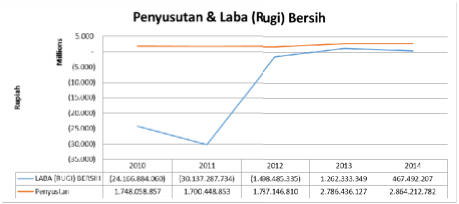 Penyusutan & Laba (Rugi) Bersih
Rupiah
Millions
5.000
-
(5.000)
(10.000)
(15.000)
(20.000)
(25.000)
(30.000)
(35.000)
2010 2011 2012 2013 2014
LABA (RUGI) BERSIH (24.166.884.060) (30.137.287.734) (1.498.485.335) 1.262.333.349 467.492.207
Penyustan 1.748.058.857 1.700.448.853 1.737.146.810 2.786.436.127 2.864.212.782